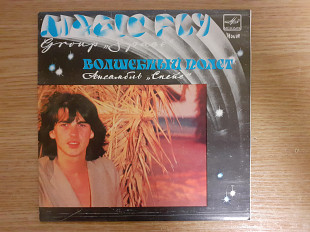 MAGIC FLY
Group "Space"
ВОЛШЕБНЫЙ ПОЛЕТ
Ансамбль „Спейс"